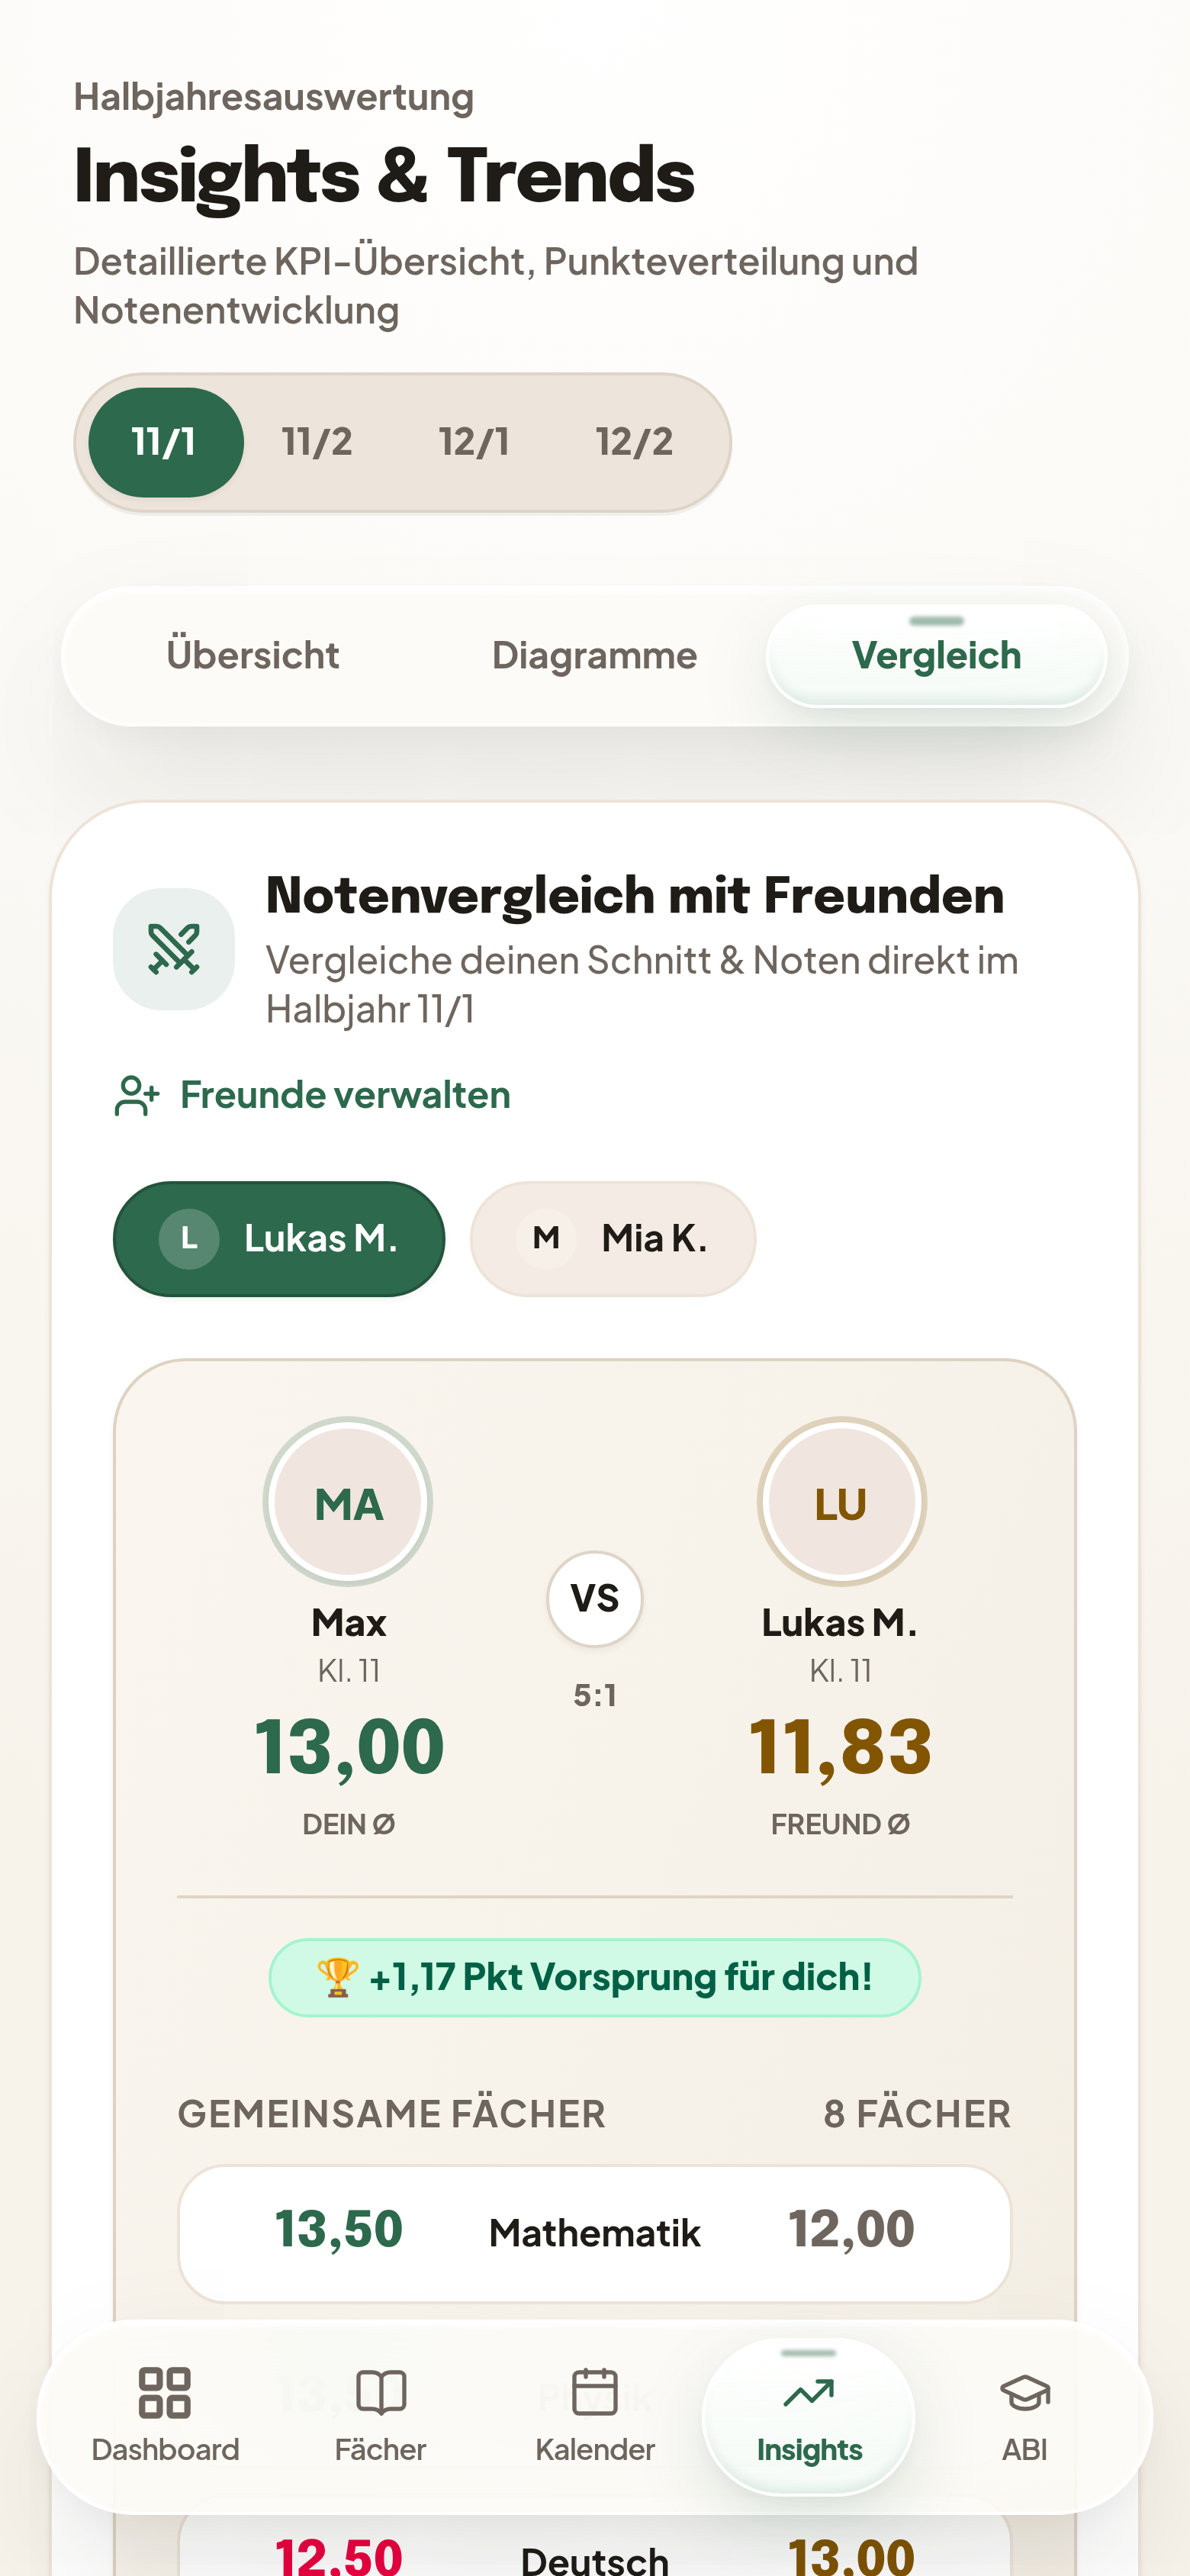 Halbjahresauswertung
Insights & Trends
Detaillierte KPI-Übersicht, Punkteverteilung und
Notenentwicklung
11/1 11/2 12/1 12/2
Übersicht Diagramme Vergleich
Notenvergleich mit Freunden
Vergleiche deinen Schnitt & Noten direkt im
Halbjahr 11/1
Freunde verwalten
L Lukas M. M Mia K.
MA LU
VS
Max Lukas M.
Kl. 11 Kl. 11
5:1
13,00 11,83
DEIN Ø FREUND Ø
🏆 +1,17 Pkt Vorsprung für dich!
GEMEINSAME FÄCHER 8 FÄCHER
13,50 Mathematik 12,00
Dashboard Fächer Kalender Insights ABI
12,50 Deutsch 13,00